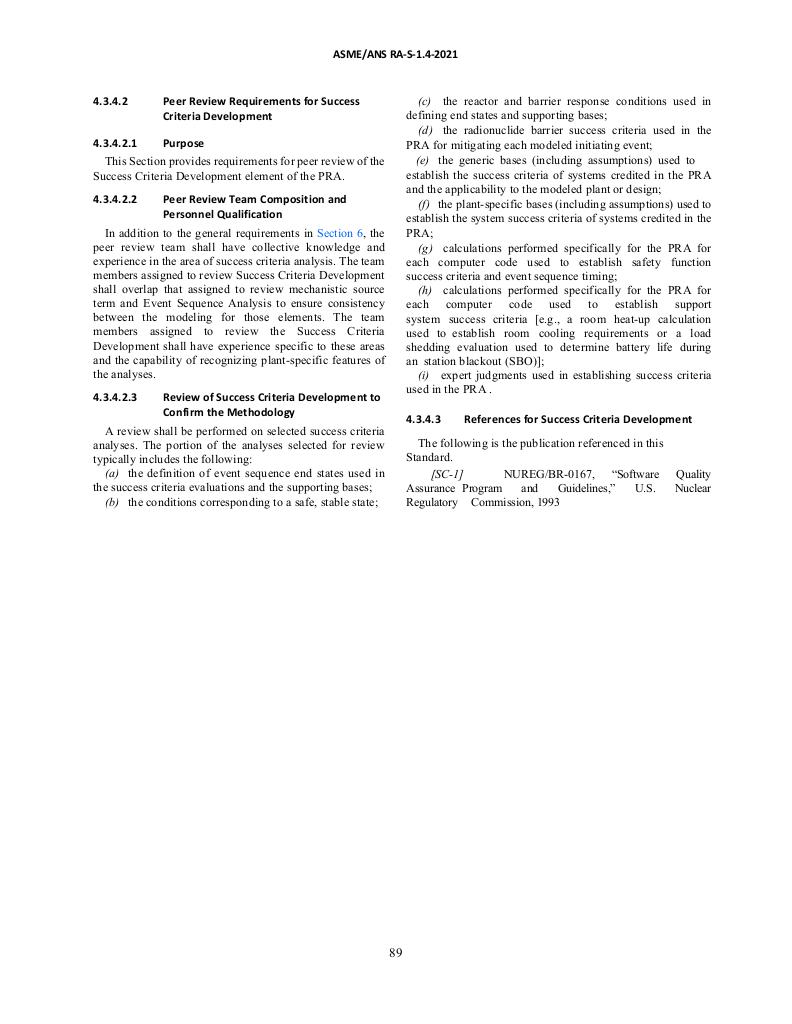 ASME/ANS RA-S-1.4-2021
4.3.4.2 Peer Review Requirements for Success
Criteria Development
4.3.4.2.1 Purpose
This Section provides requirements for peer review of the
Success Criteria Development element of the PRA.
4.3.4.2.2 Peer Review Team Composition and
Personnel Qualification
In addition to the general requirements in Section 6, the
peer review team shall have collective knowledge and
experience in the area of success criteria analysis. The team
members assigned to review Success Criteria Development
shall overlap that assigned to review mechanistic source
term and Event Sequence Analysis to ensure consistency
between the modeling for those elements. The team
members assigned to review the Success Criteria
Development shall have experience specific to these areas
and the capability of recognizing plant-specific features of
the analyses.
4.3.4.2.3 Review of Success Criteria Development to
Confirm the Methodology
A review shall be performed on selected success criteria
analyses. The portion of the analyses selected for review
typically includes the following:
(a) the definition of event sequence end states used in
the success criteria evaluations and the supporting bases;
(b) the conditions corresponding to a safe, stable state;
(c) the reactor and barrier response conditions used in
defining end states and supporting bases;
(d) the radionuclide barrier success criteria used in the
PRA for mitigating each modeled initiating event;
(e) the generic bases (including assumptions) used to
establish the success criteria of systems credited in the PRA
and the applicability to the modeled plant or design;
(f) the plant-specific bases (including assumptions) used to
establish the system success criteria of systems credited in the
PRA;
(g) calculations performed specifically for the PRA for
each computer code used to establish safety function
success criteria and event sequence timing;
(h) calculations performed specifically for the PRA for
each computer code used to establish support
system success criteria [e.g., a room heat-up calculation
used to establish room cooling requirements or a load
shedding evaluation used to determine battery life during
an station blackout (SBO)];
(i) expert judgments used in establishing success criteria
used in the PRA .
4.3.4.3 References for Success Criteria Development
The following is the publication referenced in this
Standard.
[SC-1] NUREG/BR-0167, “Software Quality
Assurance Program and Guidelines,” U.S. Nuclear
Regulatory Commission, 1993
89